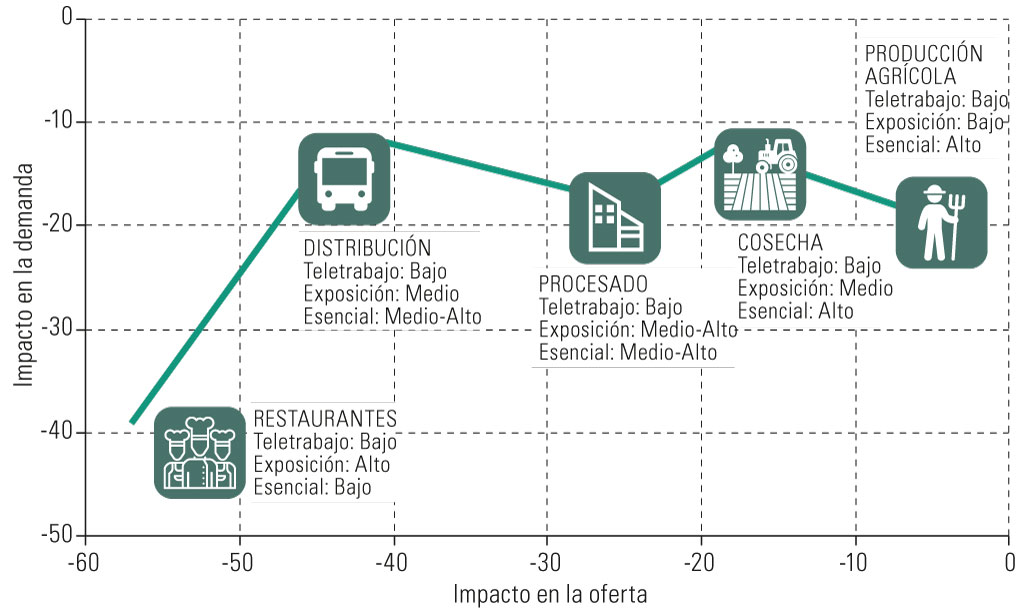 Impacto en la demanda
0
-10
-20
-30
-40
-50
PRODUCCIÓN
AGRÍCOLA
Teletrabajo: Bajo
Exposición: Bajo
Esencial: Alto
DISTRIBUCIÓN
Teletrabajo: Bajo
Exposición: Medio
Esencial: Medio-Alto
PROCESADO
Teletrabajo: Bajo
Exposición: Medio-Alto
Esencial: Medio-Alto
COSECHA
Teletrabajo: Bajo
Exposición: Medio
Esencial: Alto
RESTAURANTES
Teletrabajo: Bajo
Exposición: Alto
Esencial: Bajo
-60
-50
-40
-30
-20
-10
0
Impacto en la oferta